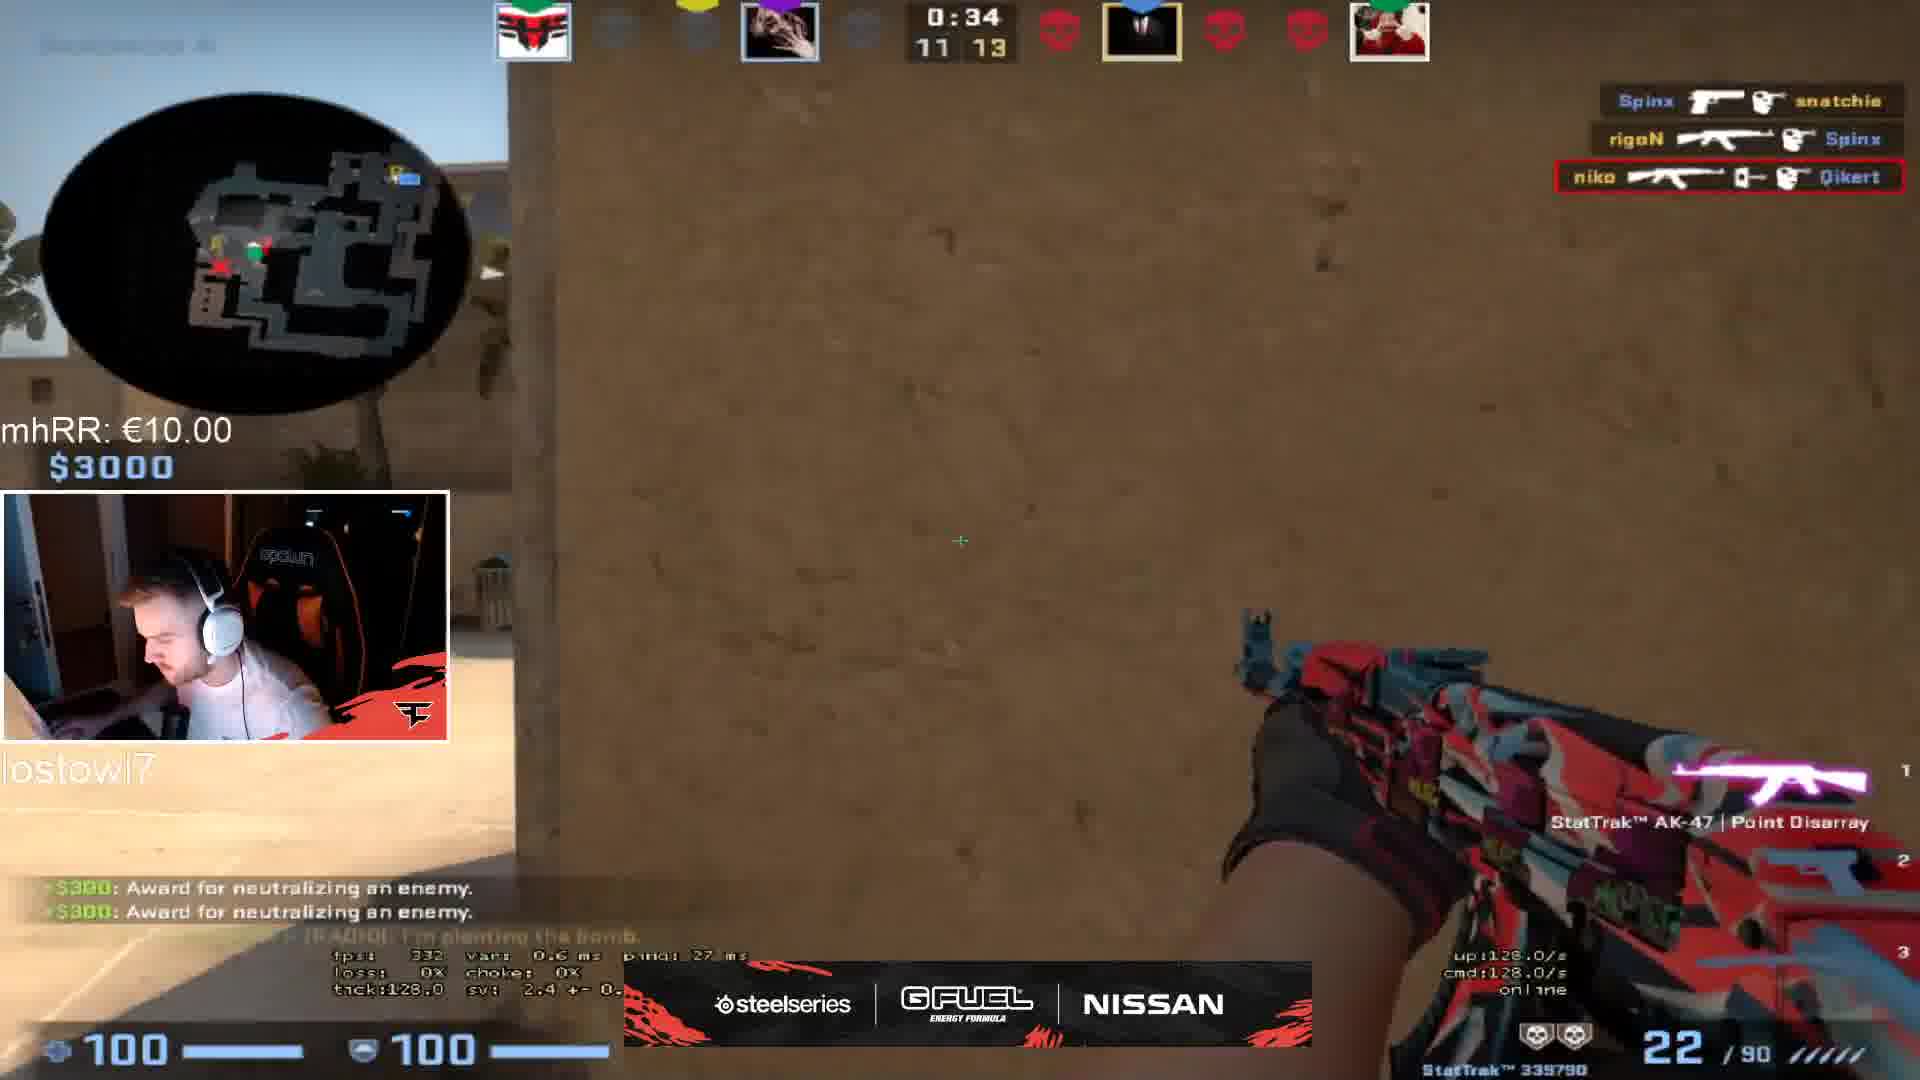 0:34
11 13
Spinx snatchie
rigoN Spinx
niko Qikert
mhRR: €10.00
$3000
spawn
lostowl7
1
StatTrak™ AK-47 | Point Disarray
2
3
+$300: Award for neutralizing an enemy.
+$300: Award for neutralizing an enemy.
(RADIO): I'm planting the bomb.
fps: 332 var: 0.6 ms ping: 27 ms
loss: 0% choke: 0%
tick:128.0 sv: 2.4 +- 0.
up:128.0/s
cmd:128.0/s
online
steelseries
GFUEL
ENERGY FORMULA
NISSAN
100 100
22 / 90
StatTrak™ 339790